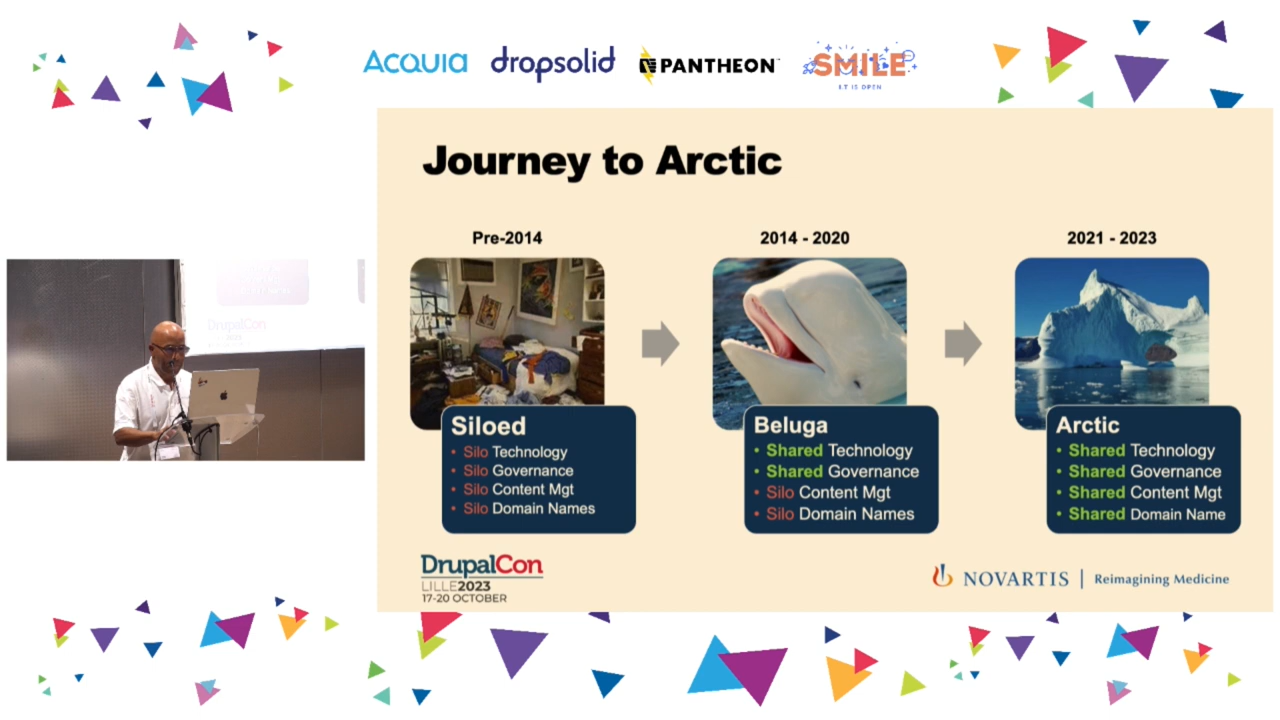 Acquia
dropsolid
PANTHEON
SMILE
I.T IS OPEN
Journey to Arctic
Pre-2014
2014 - 2020
2021 - 2023
Siloed
• Silo Technology
• Silo Governance
• Silo Content Mgt
• Silo Domain Names
Beluga
• Shared Technology
• Shared Governance
• Silo Content Mgt
• Silo Domain Names
Arctic
• Shared Technology
• Shared Governance
• Shared Content Mgt
• Shared Domain Name
DrupalCon
LILLE2023
17-20 OCTOBER
NOVARTIS | Reimagining Medicine
DrupalCon